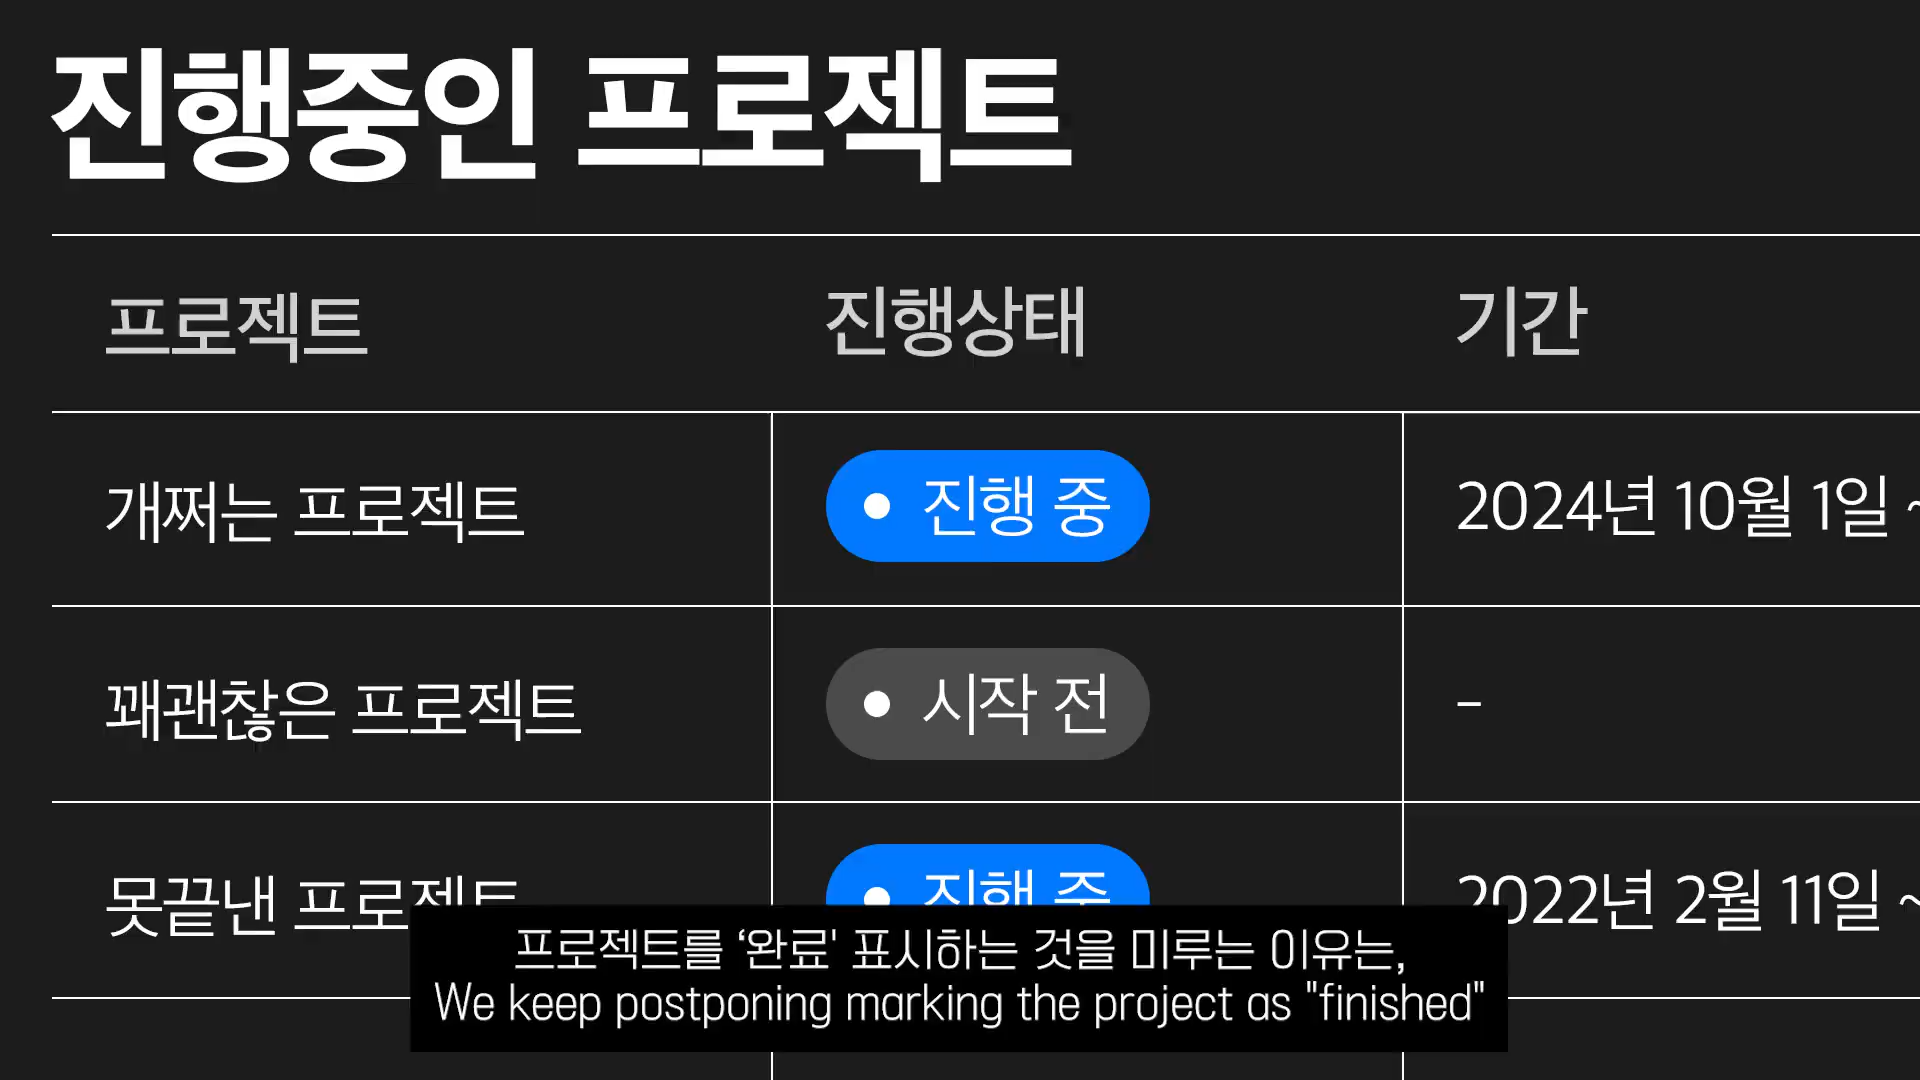 진행중인 프로젝트
프로젝트 진행상태 기간
개쩌는 프로젝트 진행 중 2024년 10월 1일 ~
꽤괜찮은 프로젝트 시작 전 -
못끝낸 프로젝트 진행 중 2022년 2월 11일 ~
프로젝트를 ‘완료' 표시하는 것을 미루는 이유는,
We keep postponing marking the project as "finished"